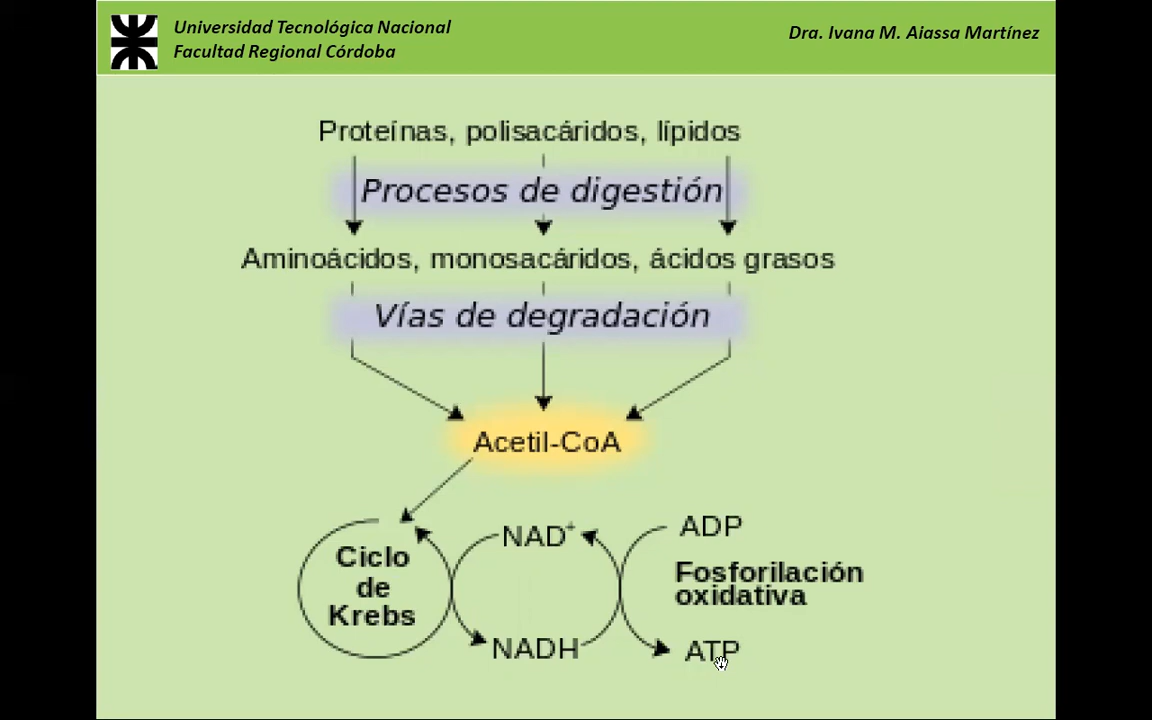 Universidad Tecnológica Nacional
Facultad Regional Córdoba
Dra. Ivana M. Aiassa Martínez
Proteínas, polisacáridos, lípidos
Procesos de digestión
Aminoácidos, monosacáridos, ácidos grasos
Vías de degradación
Acetil-CoA
Ciclo
de
Krebs
NAD+
NADH
ADP
Fosforilación
oxidativa
ATP